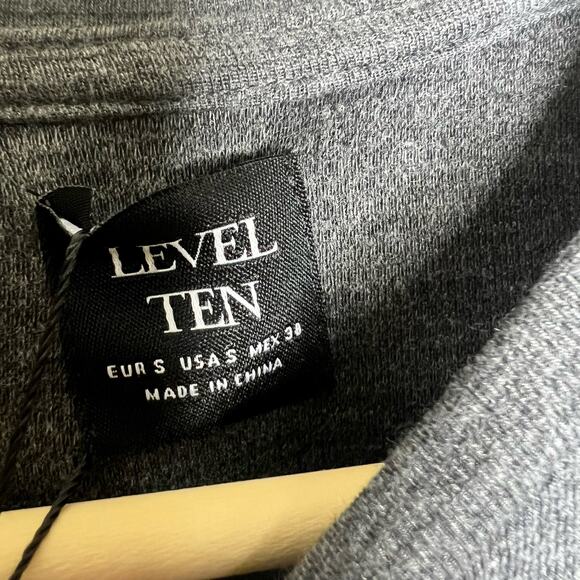 LEVEL
TEN
EUR S USA S MEX 38
MADE IN CHINA